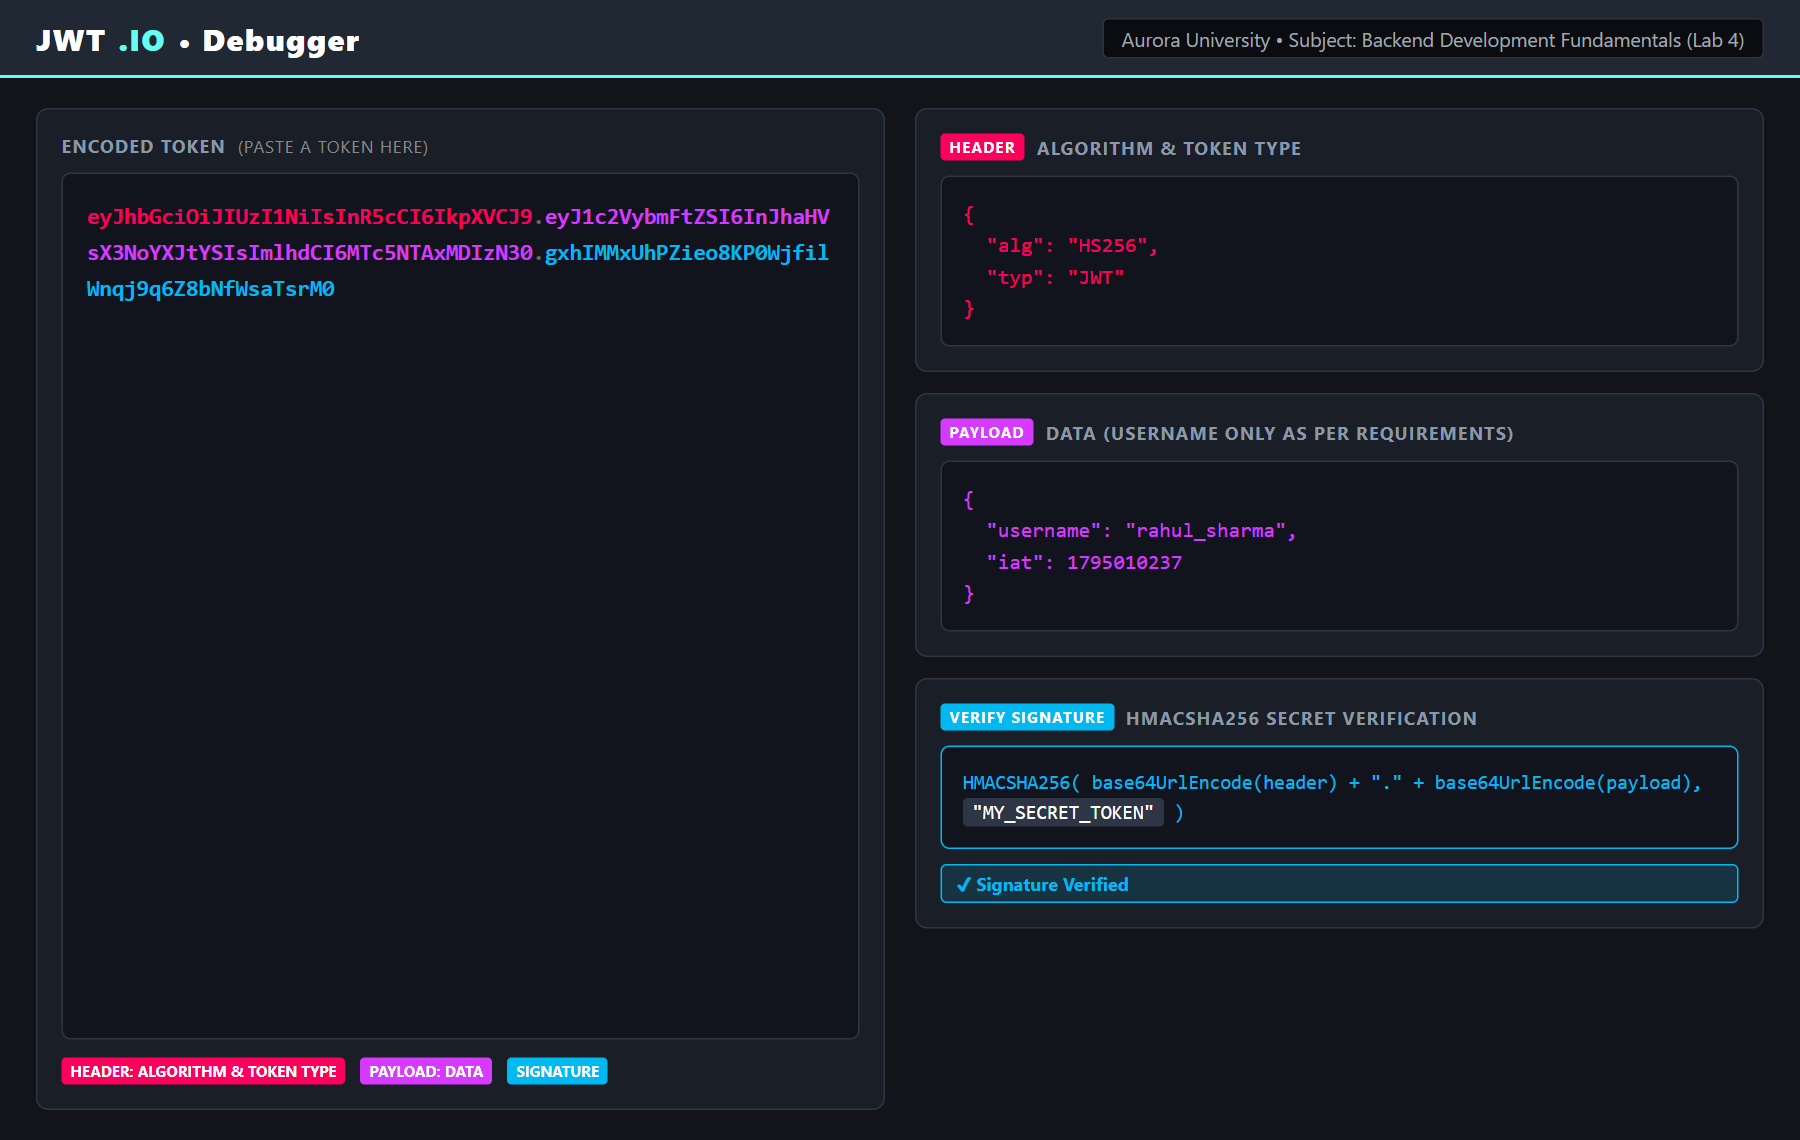 JWT .IO • Debugger
Aurora University • Subject: Backend Development Fundamentals (Lab 4)
ENCODED TOKEN (PASTE A TOKEN HERE)
eyJhbGciOiJIUzI1NiIsInR5cCI6IkpXVCJ9.eyJ1c2VybmFtZSI6InJhaHV
sX3NoYXJtYSIsImlhdCI6MTc5NTAxMDIzN30.gxhIMMxUhPZieo8KP0Wjfil
Wnqj9q6Z8bNfWsaTsrM0
HEADER: ALGORITHM & TOKEN TYPE
PAYLOAD: DATA
SIGNATURE
HEADER ALGORITHM & TOKEN TYPE
{
"alg": "HS256",
"typ": "JWT"
}
PAYLOAD DATA (USERNAME ONLY AS PER REQUIREMENTS)
{
"username": "rahul_sharma",
"iat": 1795010237
}
VERIFY SIGNATURE HMACSHA256 SECRET VERIFICATION
HMACSHA256( base64UrlEncode(header) + "." + base64UrlEncode(payload),
"MY_SECRET_TOKEN" )
✓ Signature Verified